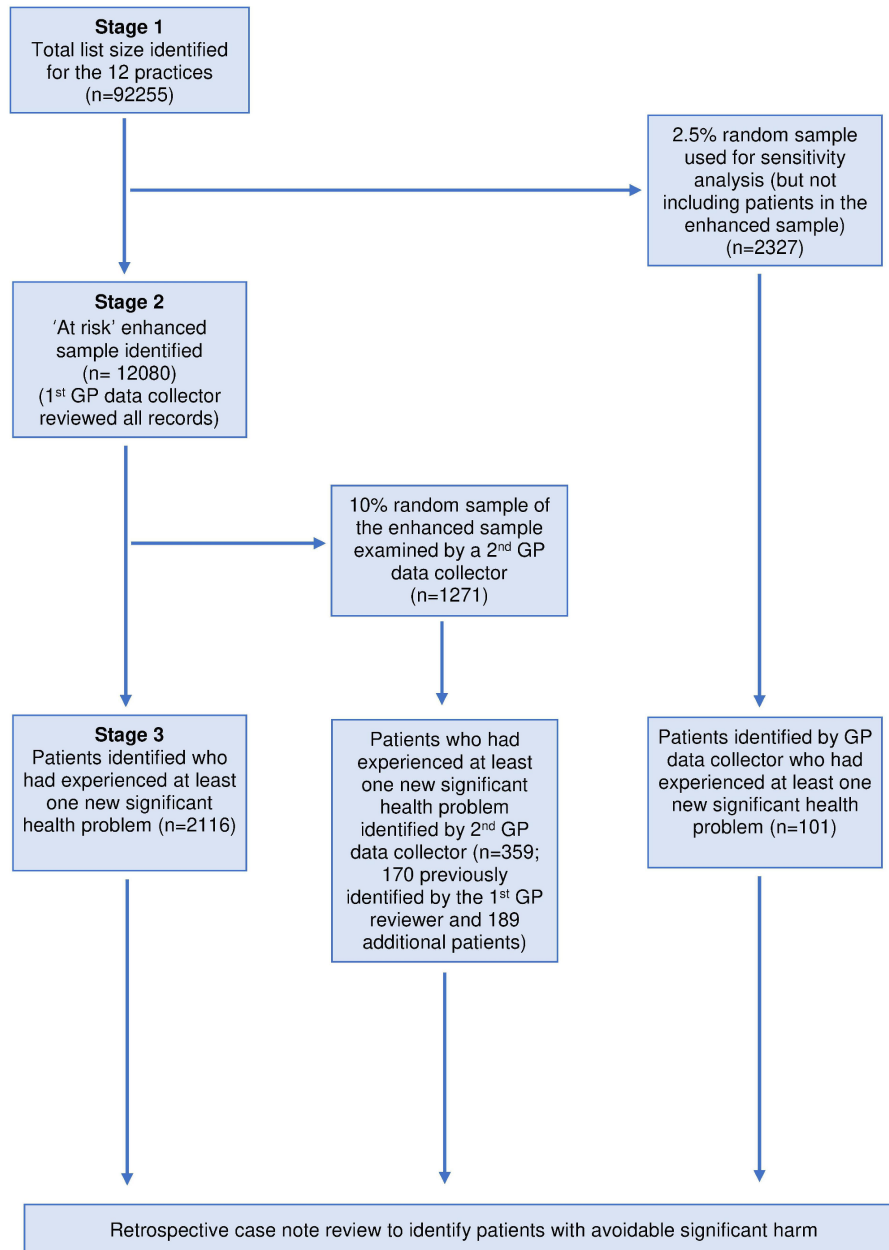 Stage 1
Total list size identified
for the 12 practices
(n=92255)
2.5% random sample
used for sensitivity
analysis (but not
including patients in the
enhanced sample)
(n=2327)
Stage 2
‘At risk’ enhanced
sample identified
(n= 12080)
(1st GP data collector
reviewed all records)
10% random sample of
the enhanced sample
examined by a 2nd GP
data collector
(n=1271)
Stage 3
Patients identified who
had experienced at least
one new significant
health problem (n=2116)
Patients who had
experienced at least one
new significant
health problem
identified by 2nd GP
data collector (n=359;
170 previously
identified by the 1st GP
reviewer and 189
additional patients)
Patients identified by GP
data collector who had
experienced at least one
new significant health
problem (n=101)
Retrospective case note review to identify patients with avoidable significant harm